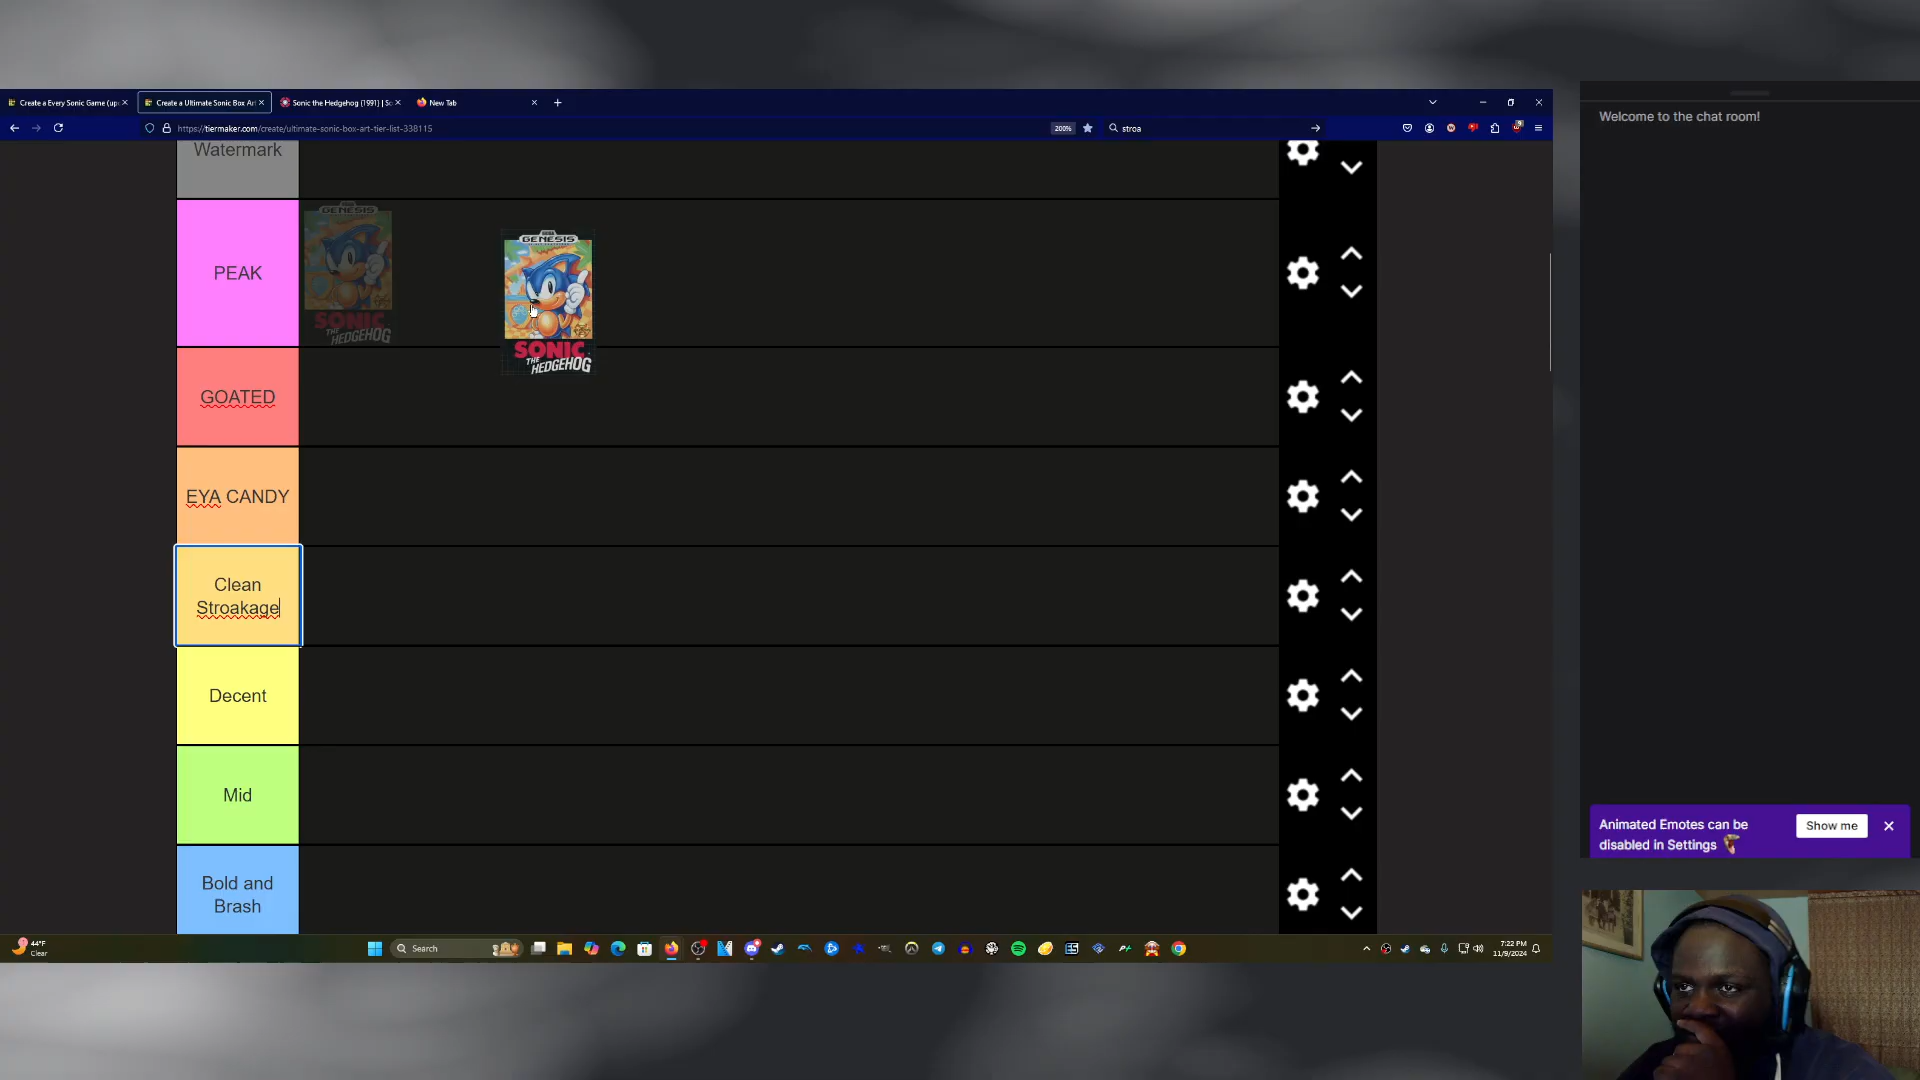 Create a Every Sonic Game (up
Create a Ultimate Sonic Box Art
Sonic the Hedgehog (1991) | So
New Tab
https://tiermaker.com/create/ultimate-sonic-box-art-tier-list-338115
200%
stroa
Welcome to the chat room!
Watermark
PEAK
GENESIS
SONIC
THE
HEDGEHOG
GENESIS
SONIC
THE
HEDGEHOG
GOATED
EYA CANDY
Clean
Stroakage
Decent
Mid
Bold and
Brash
Animated Emotes can be
disabled in Settings
Show me
44°F
Clear
Search
7:22 PM
11/9/2024